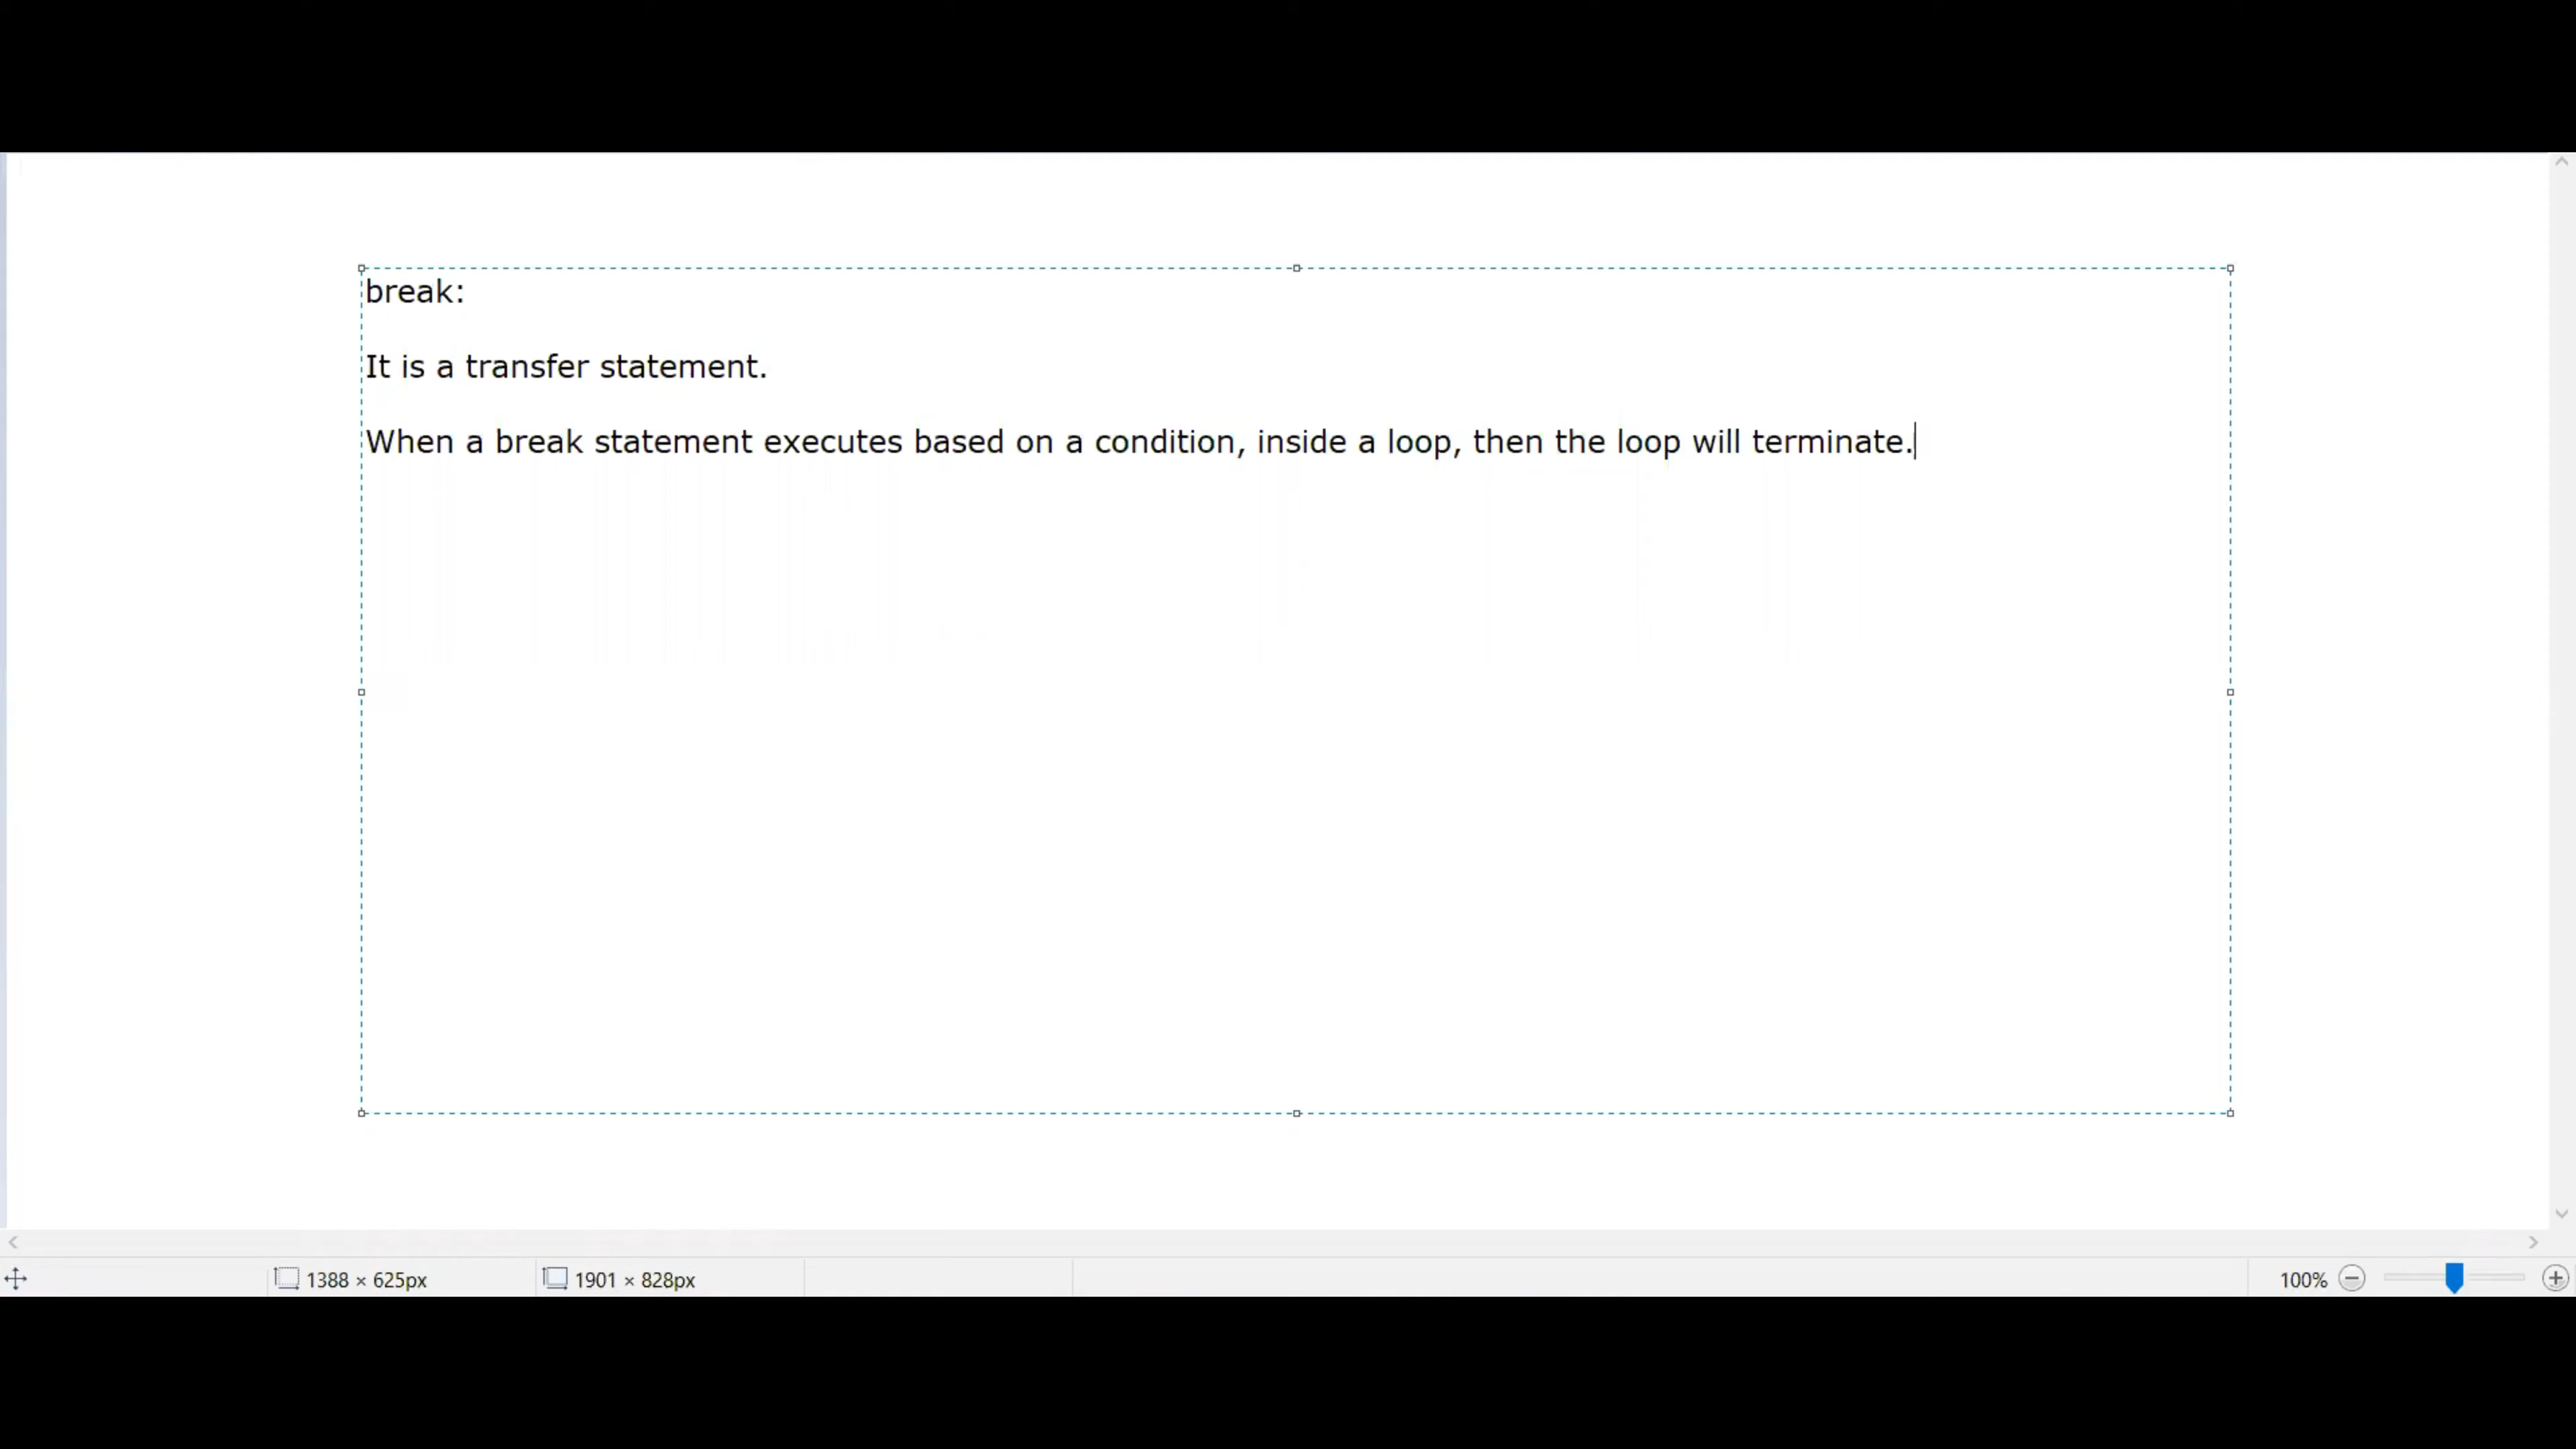 break:
It is a transfer statement.
When a break statement executes based on a condition, inside a loop, then the loop will terminate.
1388 × 625px
1901 × 828px
100%